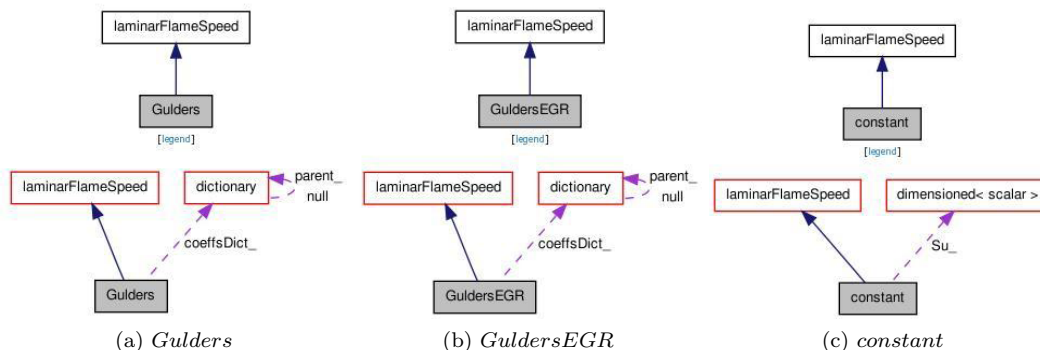 laminarFlameSpeed
Gulders
[legend]
laminarFlameSpeed
dictionary
parent_
null
coeffsDict_
Gulders
(a) Gulders
laminarFlameSpeed
GuldersEGR
[legend]
laminarFlameSpeed
dictionary
parent_
null
coeffsDict_
GuldersEGR
(b) GuldersEGR
laminarFlameSpeed
constant
[legend]
laminarFlameSpeed
dimensioned< scalar >
Su_
constant
(c) constant